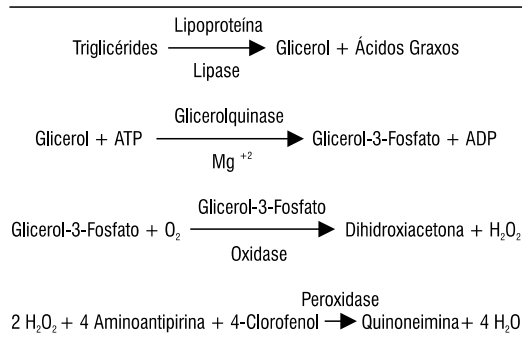 Lipoproteína
Triglicérides Glicerol + Ácidos Graxos
Lipase
Glicerolquinase
Glicerol + ATP Glicerol-3-Fosfato + ADP
Mg +2
Glicerol-3-Fosfato
Glicerol-3-Fosfato + O2 Dihidroxiacetona + H2O2
Oxidase
Peroxidase
2 H2O2 + 4 Aminoantipirina + 4-Clorofenol Quinoneimina + 4 H2O